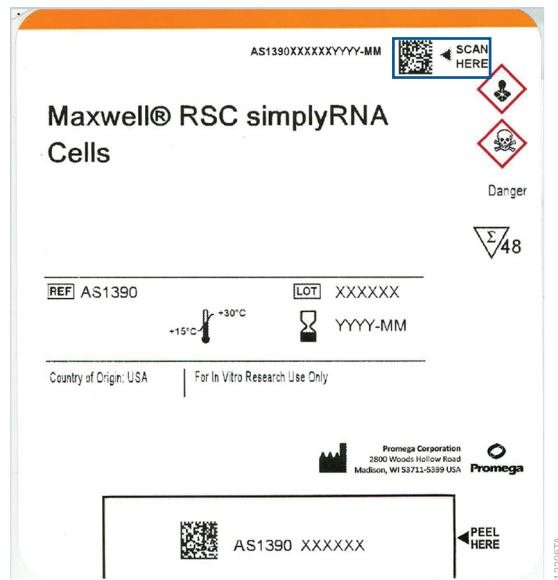 AS1390XXXXXXYYYY-MM
SCAN
HERE
Maxwell® RSC simplyRNA
Cells
Danger
Σ
48
REF AS1390
LOT XXXXXX
+30°C
+15°C
YYYY-MM
Country of Origin: USA
For In Vitro Research Use Only
Promega Corporation
2800 Woods Hollow Road
Madison, WI 53711-5399 USA
Promega
PEEL
HERE
AS1390 XXXXXX